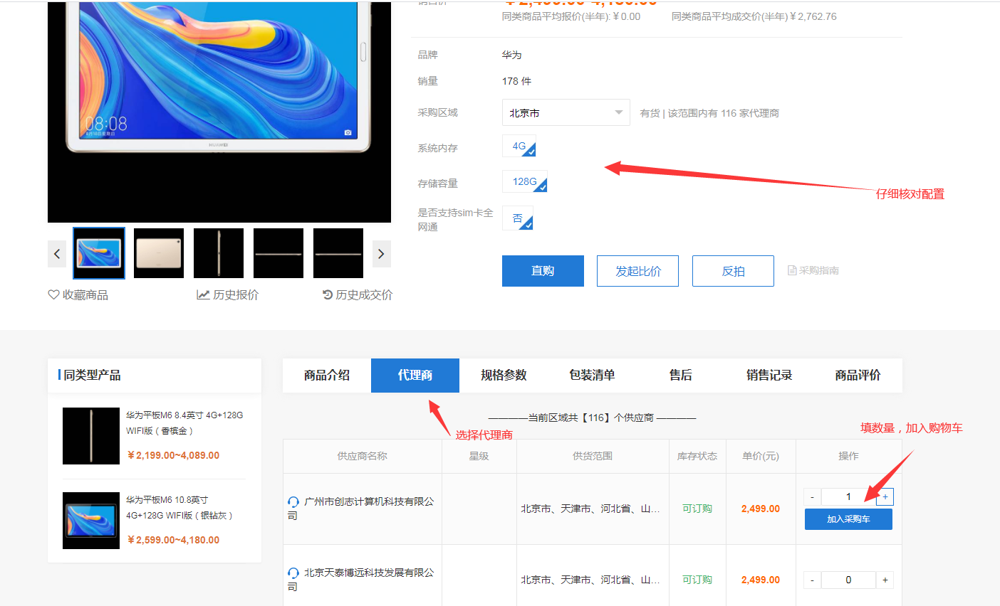 同类商品平均报价(半年): ¥ 0.00 同类商品平均成交价(半年) ¥ 2,762.76
品牌 华为
销量 178 件
采购区域 北京市 有货 | 该范围内有 116 家代理商
系统内存 4G
存储容量 128G
仔细核对配置
是否支持sim卡全
网通
否
直购 发起比价 反拍 采购指南
08:08
HUAWEI
收藏商品 历史报价 历史成交价
同类型产品
华为平板M6 8.4英寸 4G+128G
WIFI版 ( 香槟金 )
¥2,199.00~4,089.00
华为平板M6 10.8英寸
4G+128G WIFI版 ( 银钻灰 )
¥2,599.00~4,180.00
商品介绍 代理商 规格参数 包装清单 售后 销售记录 商品评价
————当前区域共【116】个供应商 ————
选择代理商
填数量，加入购物车
供应商名称 星级 供货范围 库存状态 单价(元) 操作
广州市创志计算机科技有限公
司
北京市、天津市、河北省、山... 可订购 2,499.00 - 1 +
加入采购车
北京天泰博远科技发展有限公
司
北京市、天津市、河北省、山... 可订购 2,499.00 - 0 +